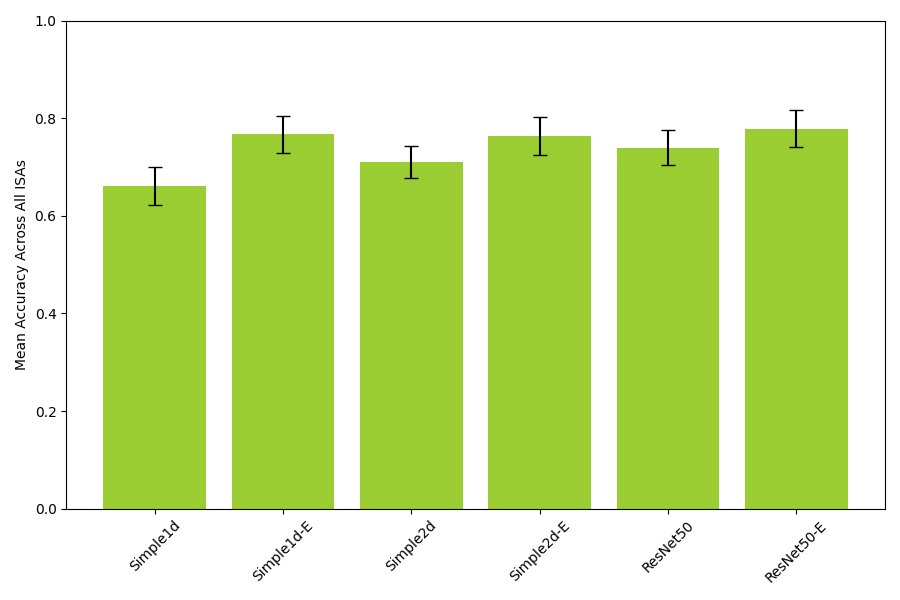 Mean Accuracy Across All ISAs
1.0
0.8
0.6
0.4
0.2
0.0
Simple1d
Simple1d-E
Simple2d
Simple2d-E
ResNet50
ResNet50-E